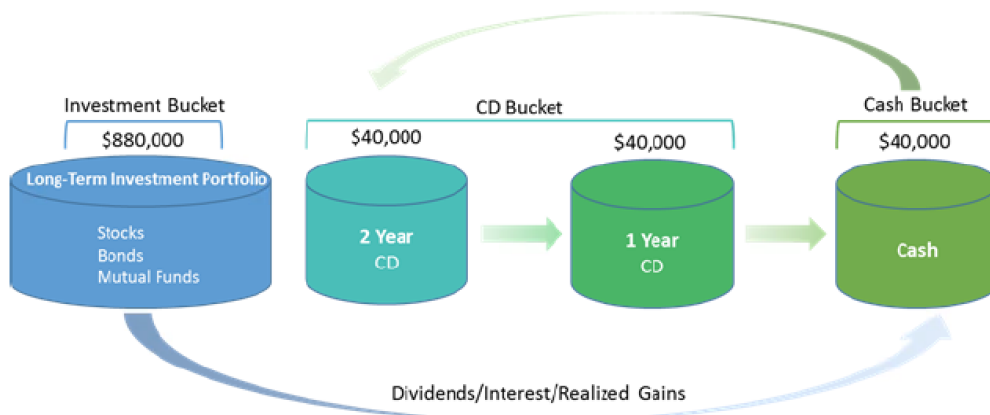 Investment Bucket
$880,000
Long-Term Investment Portfolio
Stocks
Bonds
Mutual Funds
CD Bucket
$40,000
2 Year
CD
$40,000
1 Year
CD
Cash Bucket
$40,000
Cash
Dividends/Interest/Realized Gains